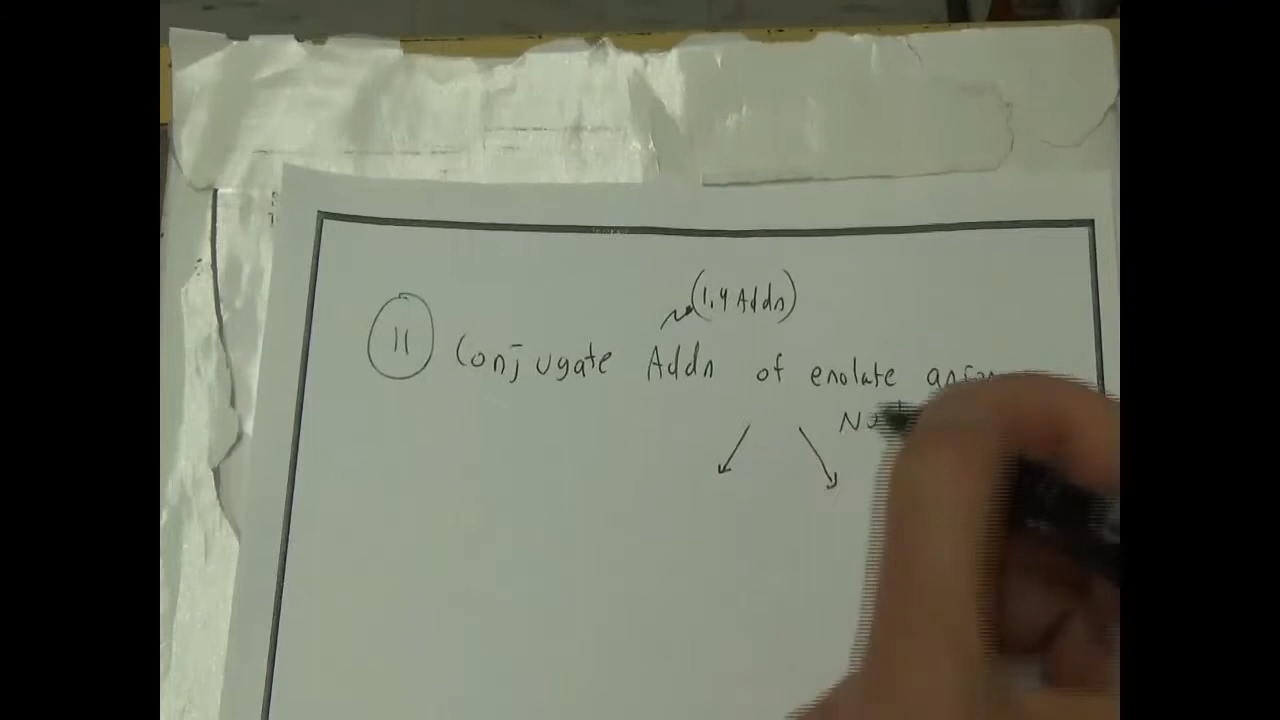 (1,4 Addn)
11 Conjugate Addn of enolate